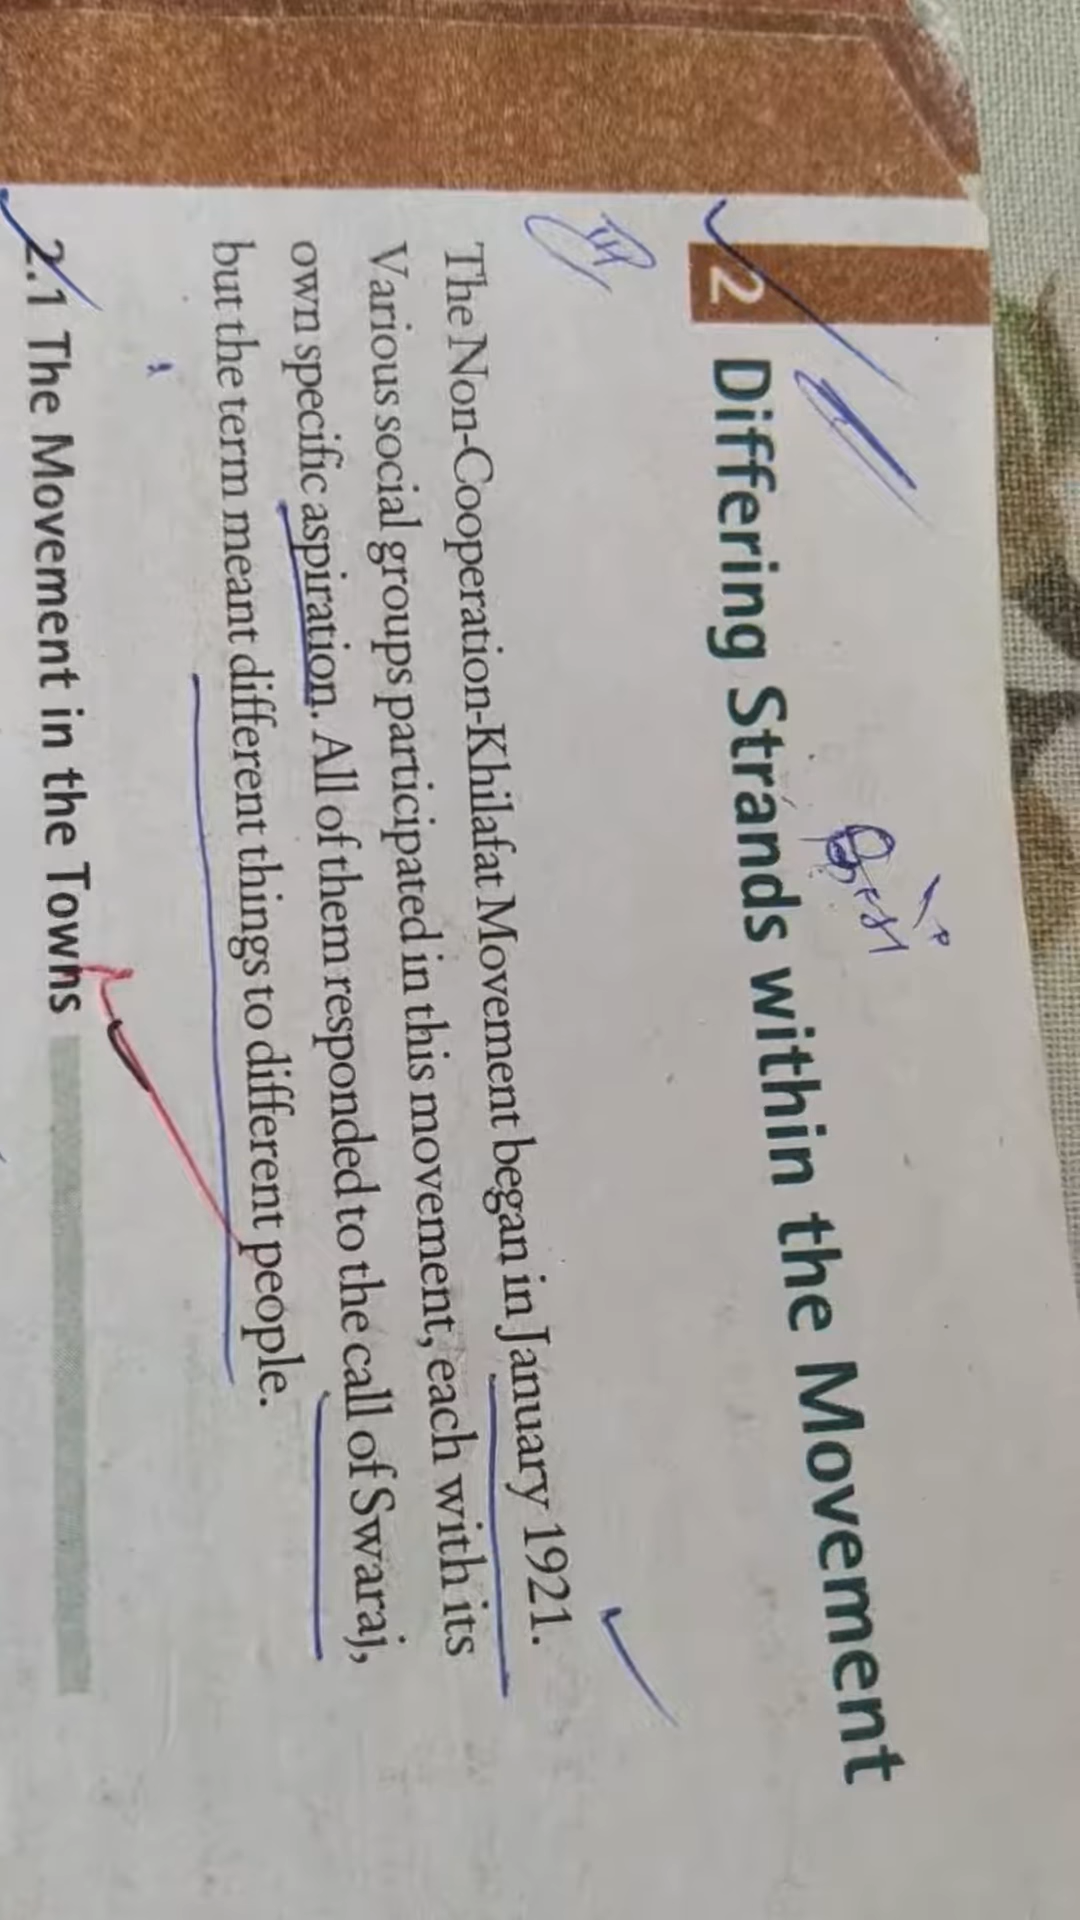 2 Differing Strands within the Movement
The Non-Cooperation-Khilafat Movement began in January 1921.
Various social groups participated in this movement, each with its
own specific aspiration. All of them responded to the call of Swaraj,
but the term meant different things to different people.
2.1 The Movement in the Towns